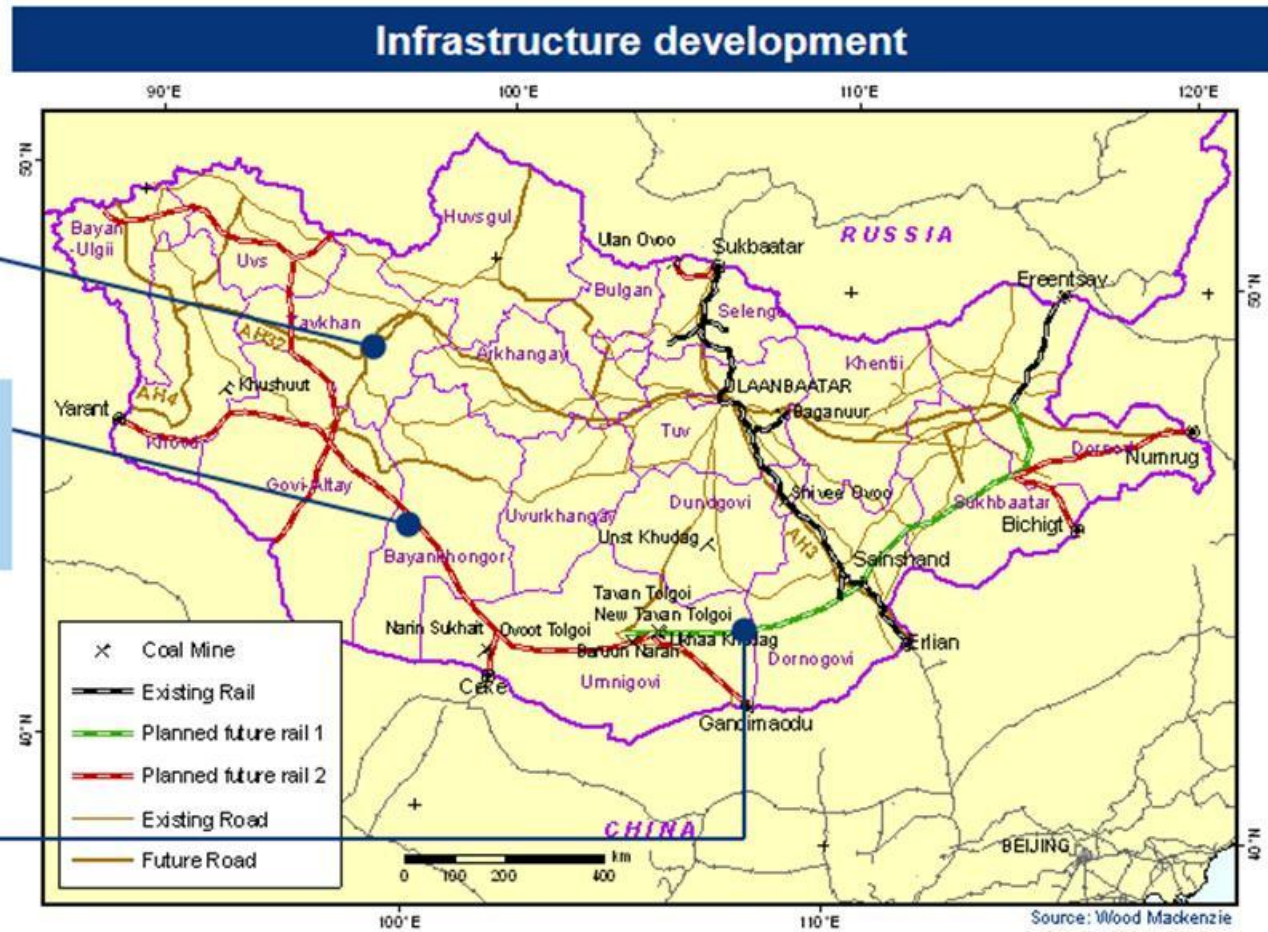 Infrastructure development
90°E 100°E 110°E 120°E
50°N
Bayan
-Ulgii
Uvs
Huvsgul
Ulan Ovoo
Sukbaatar
RUSSIA
Ereentsav
50°N
Bulgan
Zavkhan
AH32
Arkhangayi
Khentii
Khushuut
AH4
Yarant
Khovd
ULAANBAATAR
Baganuur
Tuv
Dornod
Numrug
Govi-Altay
Uvurkhangay
Dundgovi
Shivee Ovoo
Sukhbaatar
Bichigt
Bayankhongor
Unst Khudag
AH3
Sainshand
Tavan Tolgoi
New Tavan Tolgoi
Narin Sukhait
Ovoot Tolgoi
Ukhaa Khudag
Baruun Naran
Erlian
Dornogovi
Ceke
Umnigovi
Gandimaodu
40°N
Coal Mine
Existing Rail
Planned future rail 1
Planned future rail 2
Existing Road
Future Road
CHINA
km
0 100 200 400
BEIJING
40°N
100°E 110°E
Source: Wood Mackenzie